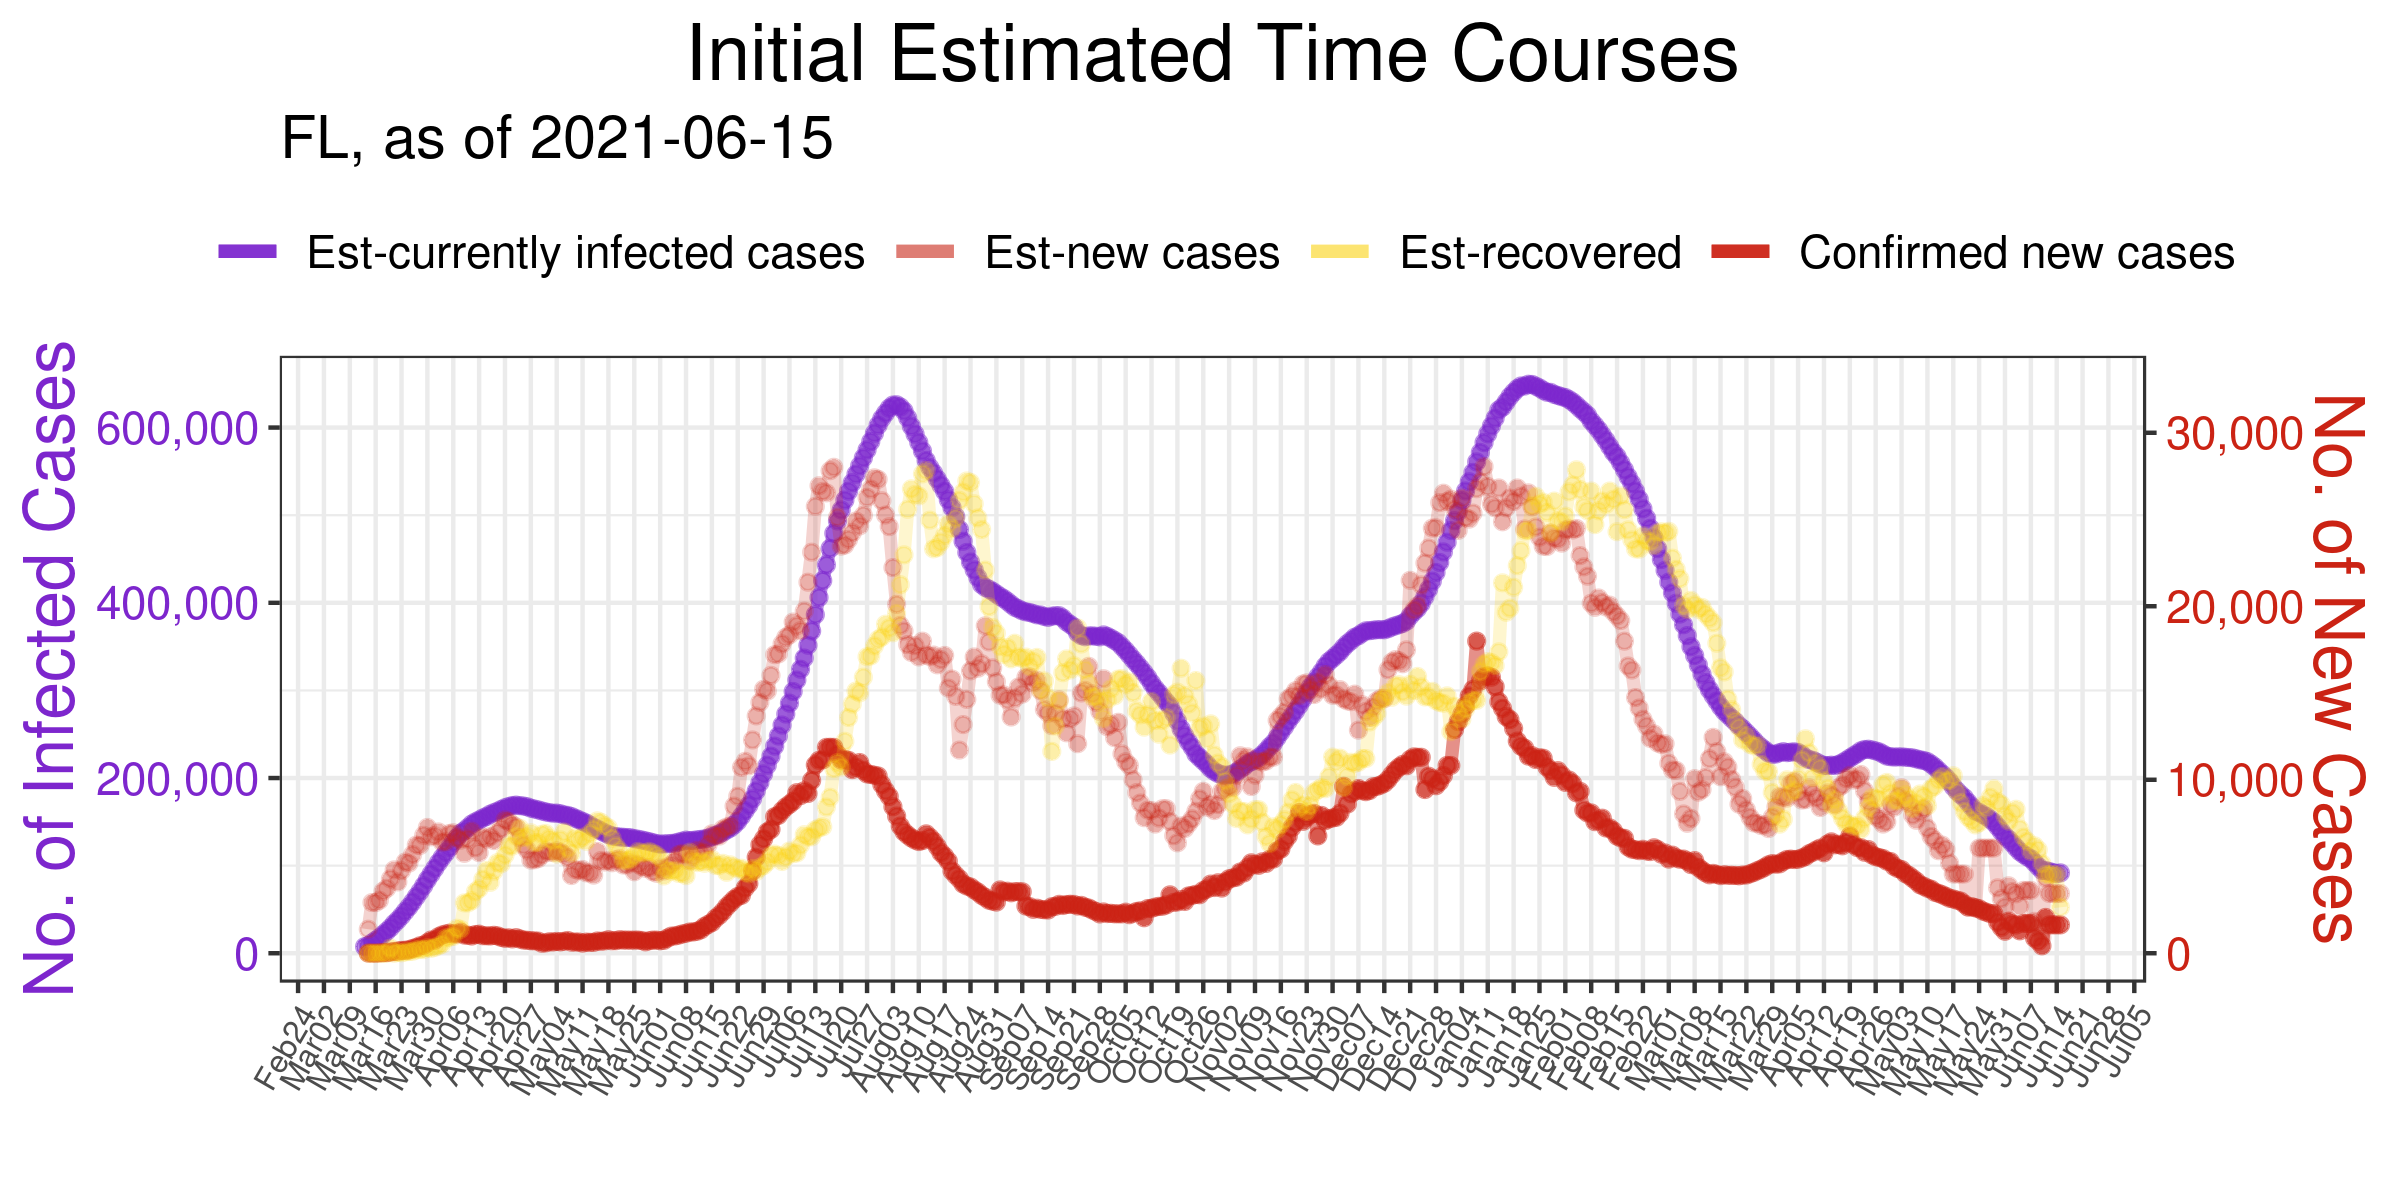 Initial Estimated Time Courses
FL, as of 2021-06-15
Est-currently infected cases Est-new cases Est-recovered Confirmed new cases
No. of Infected Cases
600,000
400,000
200,000
0
No. of New Cases
30,000
20,000
10,000
0
Feb24
Mar02
Mar09
Mar16
Mar23
Mar30
Apr06
Apr13
Apr20
Apr27
May04
May11
May18
May25
Jun01
Jun08
Jun15
Jun22
Jun29
Jul06
Jul13
Jul20
Jul27
Aug03
Aug10
Aug17
Aug24
Aug31
Sep07
Sep14
Sep21
Sep28
Oct05
Oct12
Oct19
Oct26
Nov02
Nov09
Nov16
Nov23
Nov30
Dec07
Dec14
Dec21
Dec28
Jan04
Jan11
Jan18
Jan25
Feb01
Feb08
Feb15
Feb22
Mar01
Mar08
Mar15
Mar22
Mar29
Apr05
Apr12
Apr19
Apr26
May03
May10
May17
May24
May31
Jun07
Jun14
Jun21
Jun28
Jul05